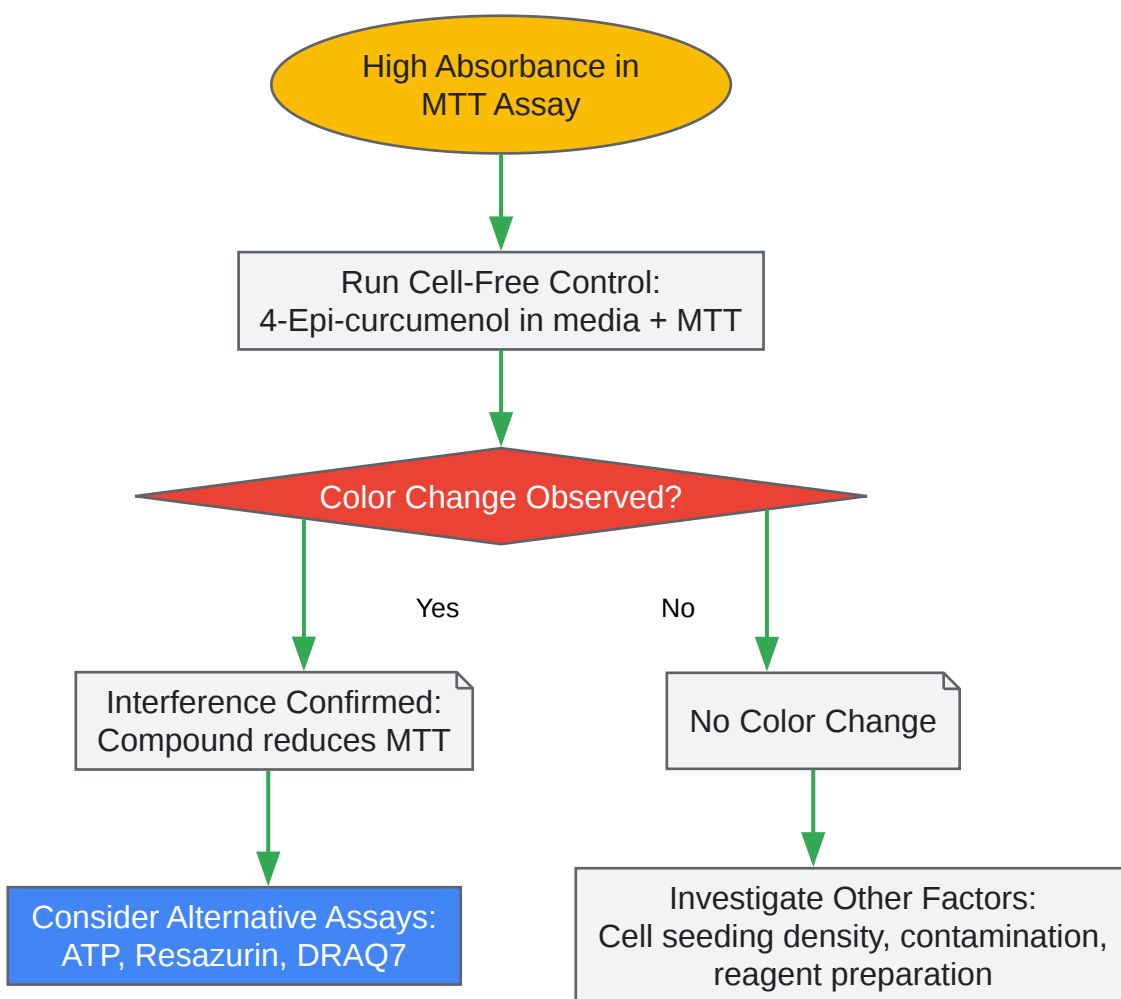 High Absorbance in
MTT Assay
Run Cell-Free Control:
4-Epi-curcumenol in media + MTT
Color Change Observed?
Yes
No
Interference Confirmed:
Compound reduces MTT
No Color Change
Consider Alternative Assays:
ATP, Resazurin, DRAQ7
Investigate Other Factors:
Cell seeding density, contamination,
reagent preparation